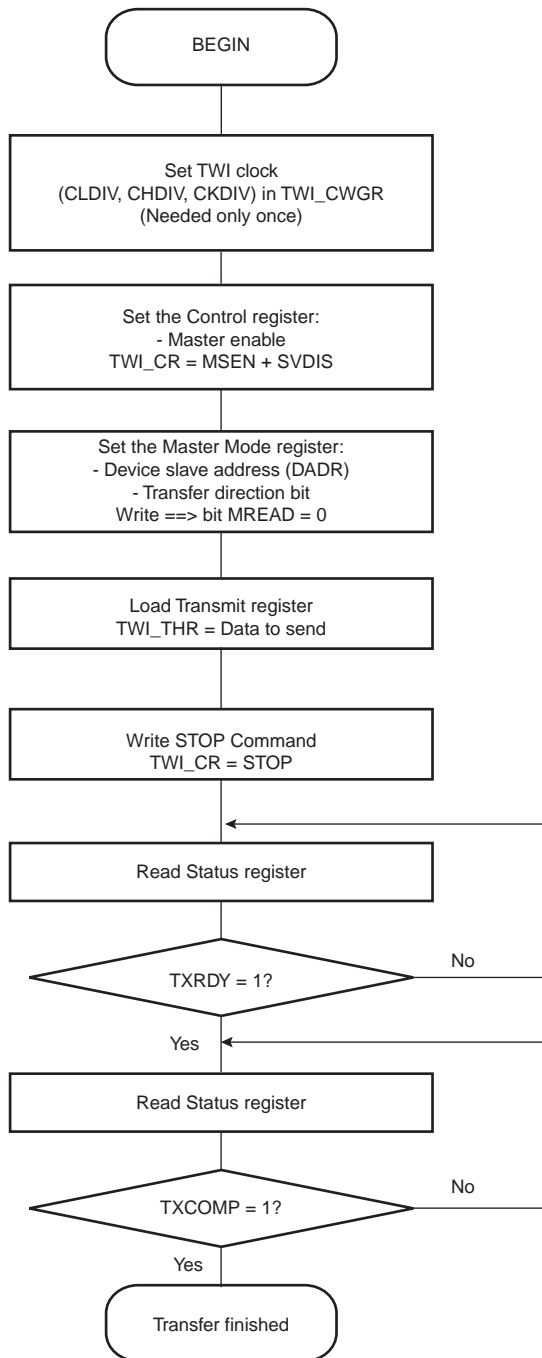 BEGIN
Set TWI clock
(CLDIV, CHDIV, CKDIV) in TWI_CWGR
(Needed only once)
Set the Control register:
- Master enable
TWI_CR = MSEN + SVDIS
Set the Master Mode register:
- Device slave address (DADR)
- Transfer direction bit
Write ==> bit MREAD = 0
Load Transmit register
TWI_THR = Data to send
Write STOP Command
TWI_CR = STOP
Read Status register
No
TXRDY = 1?
Yes
Read Status register
No
TXCOMP = 1?
Yes
Transfer finished